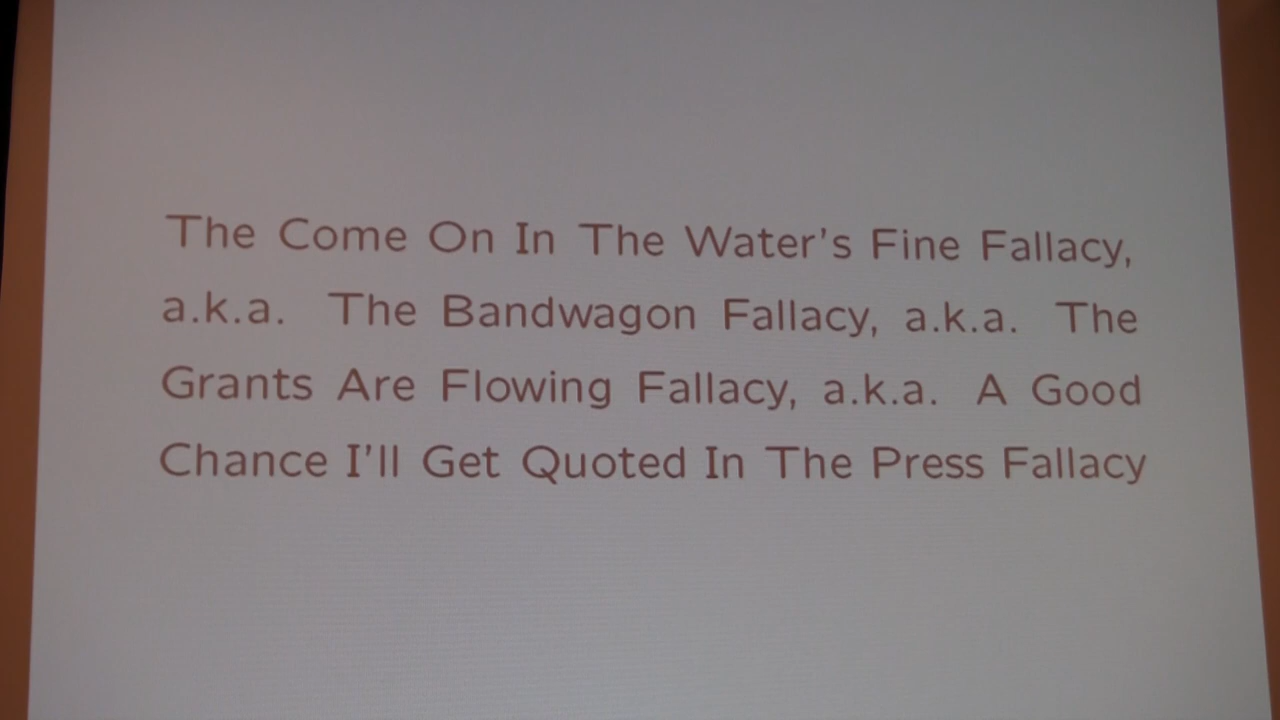 The Come On In The Water's Fine Fallacy,
a.k.a. The Bandwagon Fallacy, a.k.a. The
Grants Are Flowing Fallacy, a.k.a. A Good
Chance I'll Get Quoted In The Press Fallacy